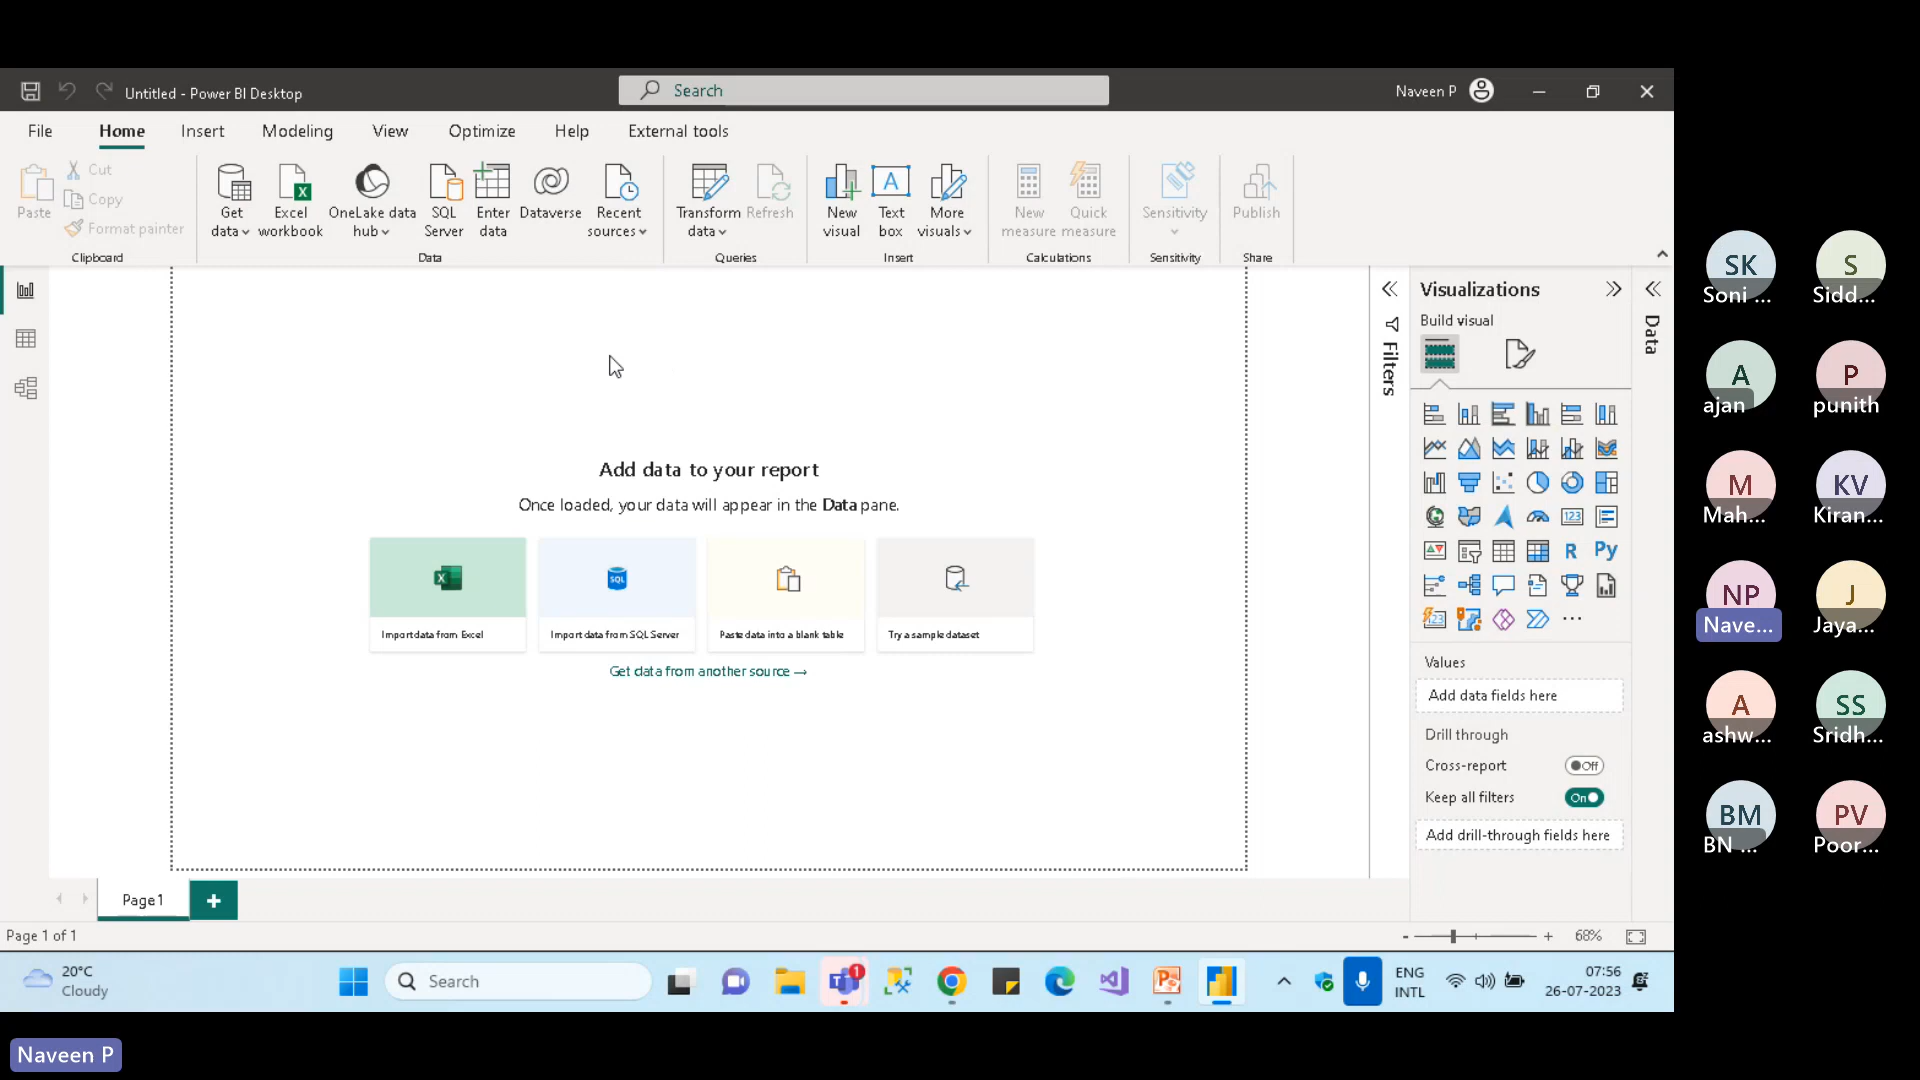 Untitled - Power BI Desktop
Search
Naveen P
File Home Insert Modeling View Optimize Help External tools
Paste
Cut
Copy
Format painter
Clipboard
Get data
Excel workbook
OneLake data hub
SQL Server
Enter data
Dataverse
Recent sources
Data
Transform data
Refresh
Queries
New visual
Text box
More visuals
Insert
New measure
Quick measure
Calculations
Sensitivity
Sensitivity
Publish
Share
Add data to your report
Once loaded, your data will appear in the Data pane.
Import data from Excel
SQL
Import data from SQL Server
Paste data into a blank table
Try a sample dataset
Get data from another source →
Filters
Visualizations
Build visual
123
R
Py
123
Values
Add data fields here
Drill through
Cross-report
Off
Keep all filters
On
Add drill-through fields here
Data
Page 1
Page 1 of 1
- + 68%
20°C
Cloudy
Search
1
ENG
INTL
07:56
26-07-2023
SK
Soni ...
S
Sidd...
A
ajan
P
punith
M
Mah...
KV
Kiran...
NP
Nave...
J
Jaya...
A
ashw...
SS
Sridh...
BM
BN ...
PV
Poor...
Naveen P